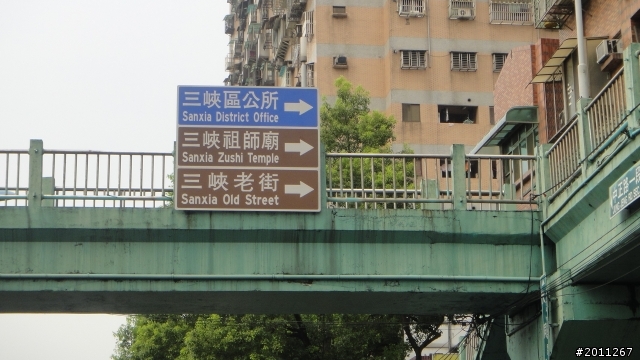 三峽區公所
Sanxia District Office
三峽祖師廟
Sanxia Zushi Temple
三峽老街
Sanxia Old Street
#2011267